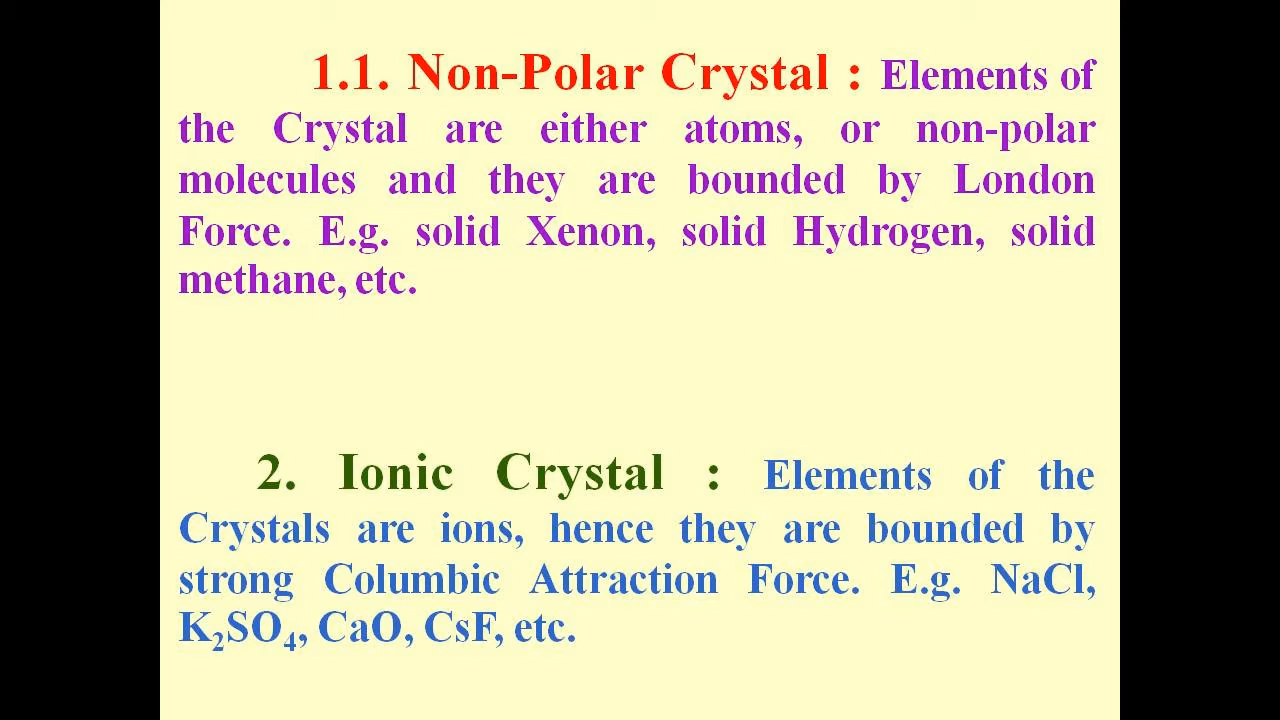 1.1. Non-Polar Crystal : Elements of
the Crystal are either atoms, or non-polar
molecules and they are bounded by London
Force. E.g. solid Xenon, solid Hydrogen, solid
methane, etc.
2. Ionic Crystal : Elements of the
Crystals are ions, hence they are bounded by
strong Columbic Attraction Force. E.g. NaCl,
K₂SO₄, CaO, CsF, etc.